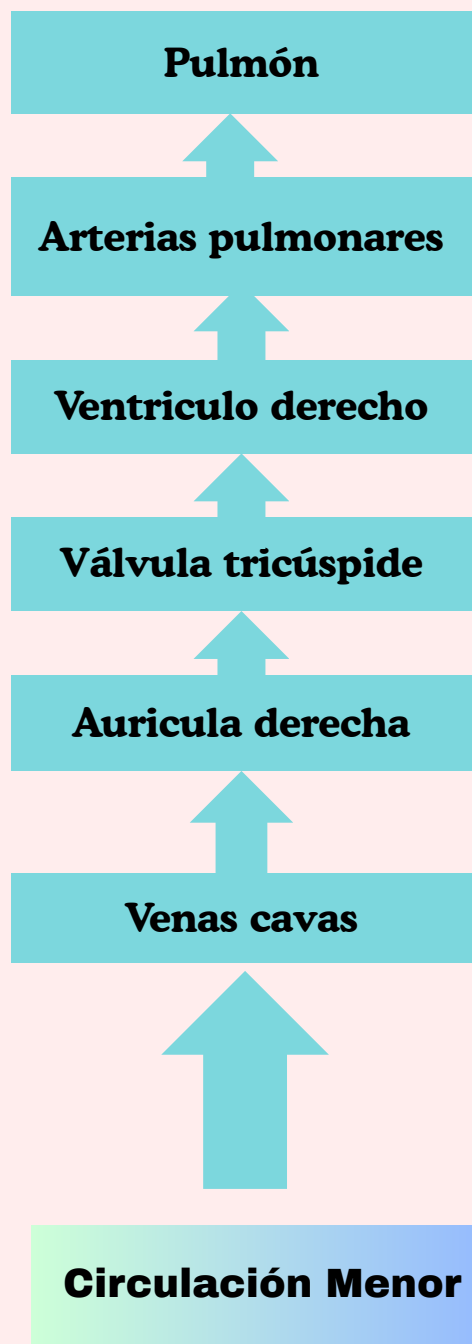 Pulmón
Arterias pulmonares
Ventriculo derecho
Válvula tricúspide
Auricula derecha
Venas cavas
Circulación Menor